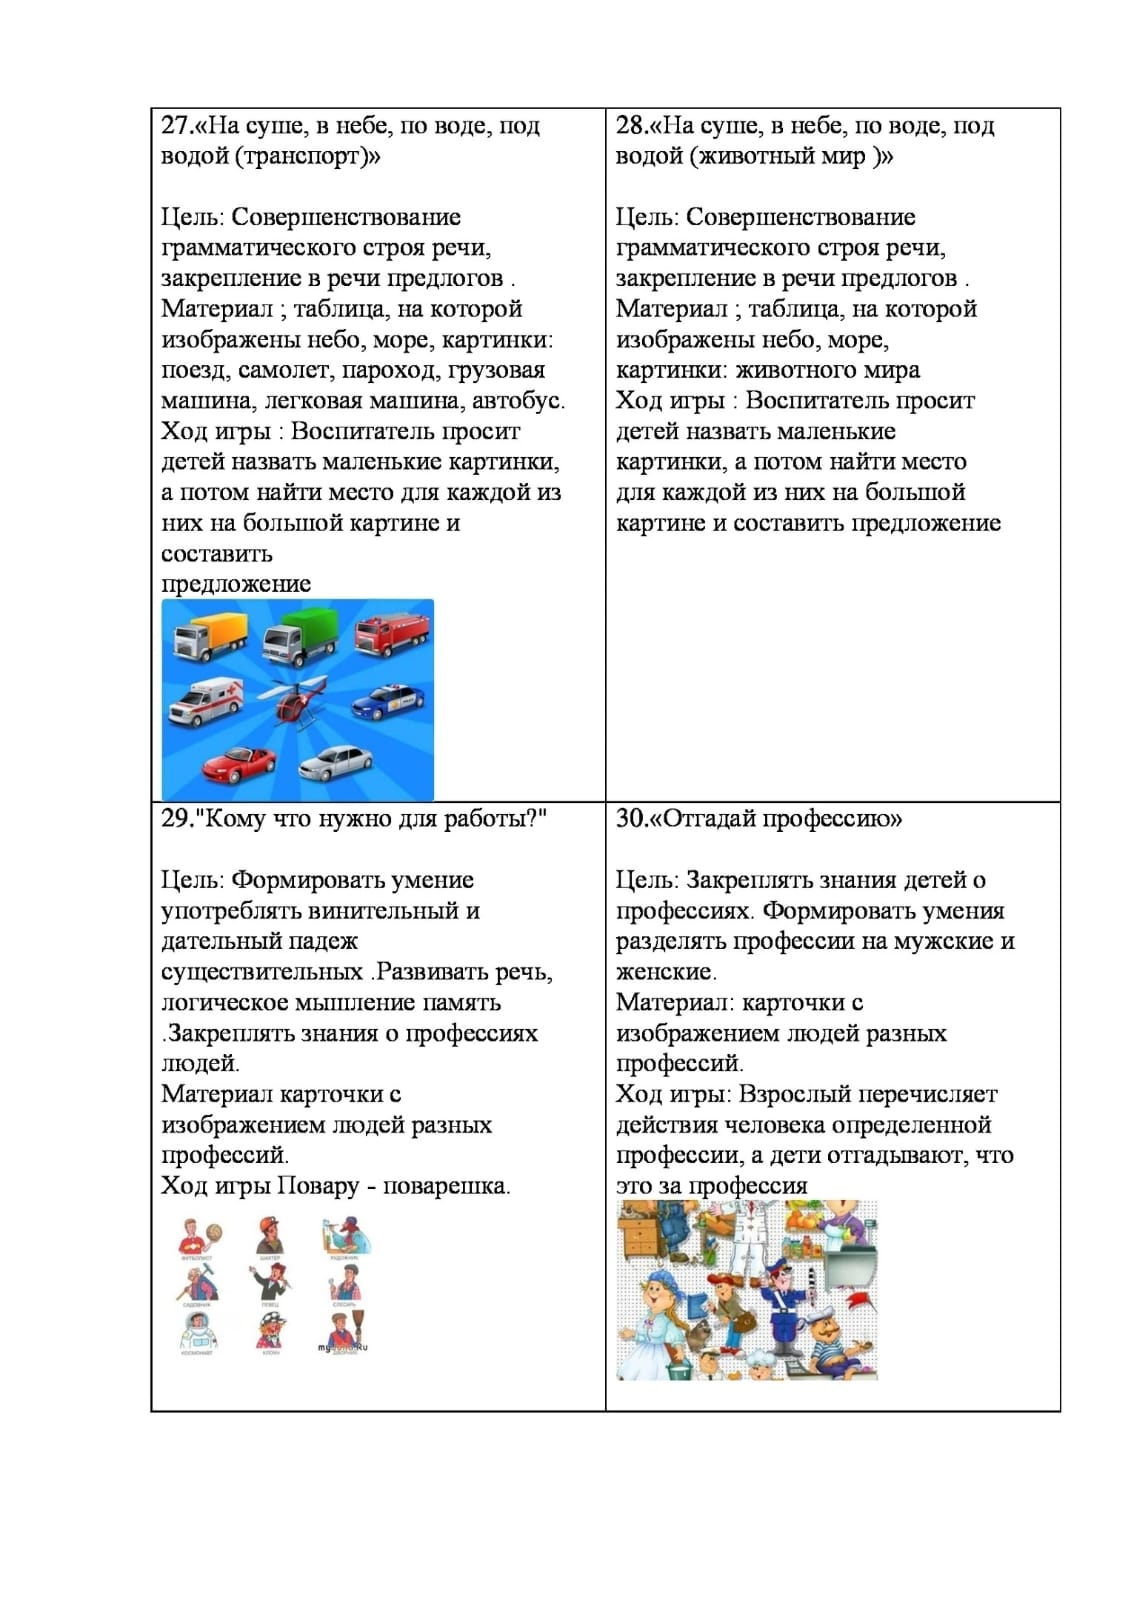 27.«На суше, в небе, по воде, под
водой (транспорт)»
Цель: Совершенствование
грамматического строя речи,
закрепление в речи предлогов .
Материал ; таблица, на которой
изображены небо, море, картинки:
поезд, самолет, пароход, грузовая
машина, легковая машина, автобус.
Ход игры : Воспитатель просит
детей назвать маленькие картинки,
а потом найти место для каждой из
них на большой картине и
составить
предложение
28.«На суше, в небе, по воде, под
водой (животный мир )»
Цель: Совершенствование
грамматического строя речи,
закрепление в речи предлогов .
Материал ; таблица, на которой
изображены небо, море,
картинки: животного мира
Ход игры : Воспитатель просит
детей назвать маленькие
картинки, а потом найти место
для каждой из них на большой
картине и составить предложение
29."Кому что нужно для работы?"
Цель: Формировать умение
употреблять винительный и
дательный падеж
существительных .Развивать речь,
логическое мышление память
.Закреплять знания о профессиях
людей.
Материал карточки с
изображением людей разных
профессий.
Ход игры Повару - поварешка.
ФУТБОЛИСТ ШАХТЕР ХУДОЖНИК
САДОВНИК ПЕВЕЦ СЛЕСАРЬ
КОСМОНАВТ КЛОУН
30.«Отгадай профессию»
Цель: Закреплять знания детей о
профессиях. Формировать умения
разделять профессии на мужские и
женские.
Материал: карточки с
изображением людей разных
профессий.
Ход игры: Взрослый перечисляет
действия человека определенной
профессии, а дети отгадывают, что
это за профессия